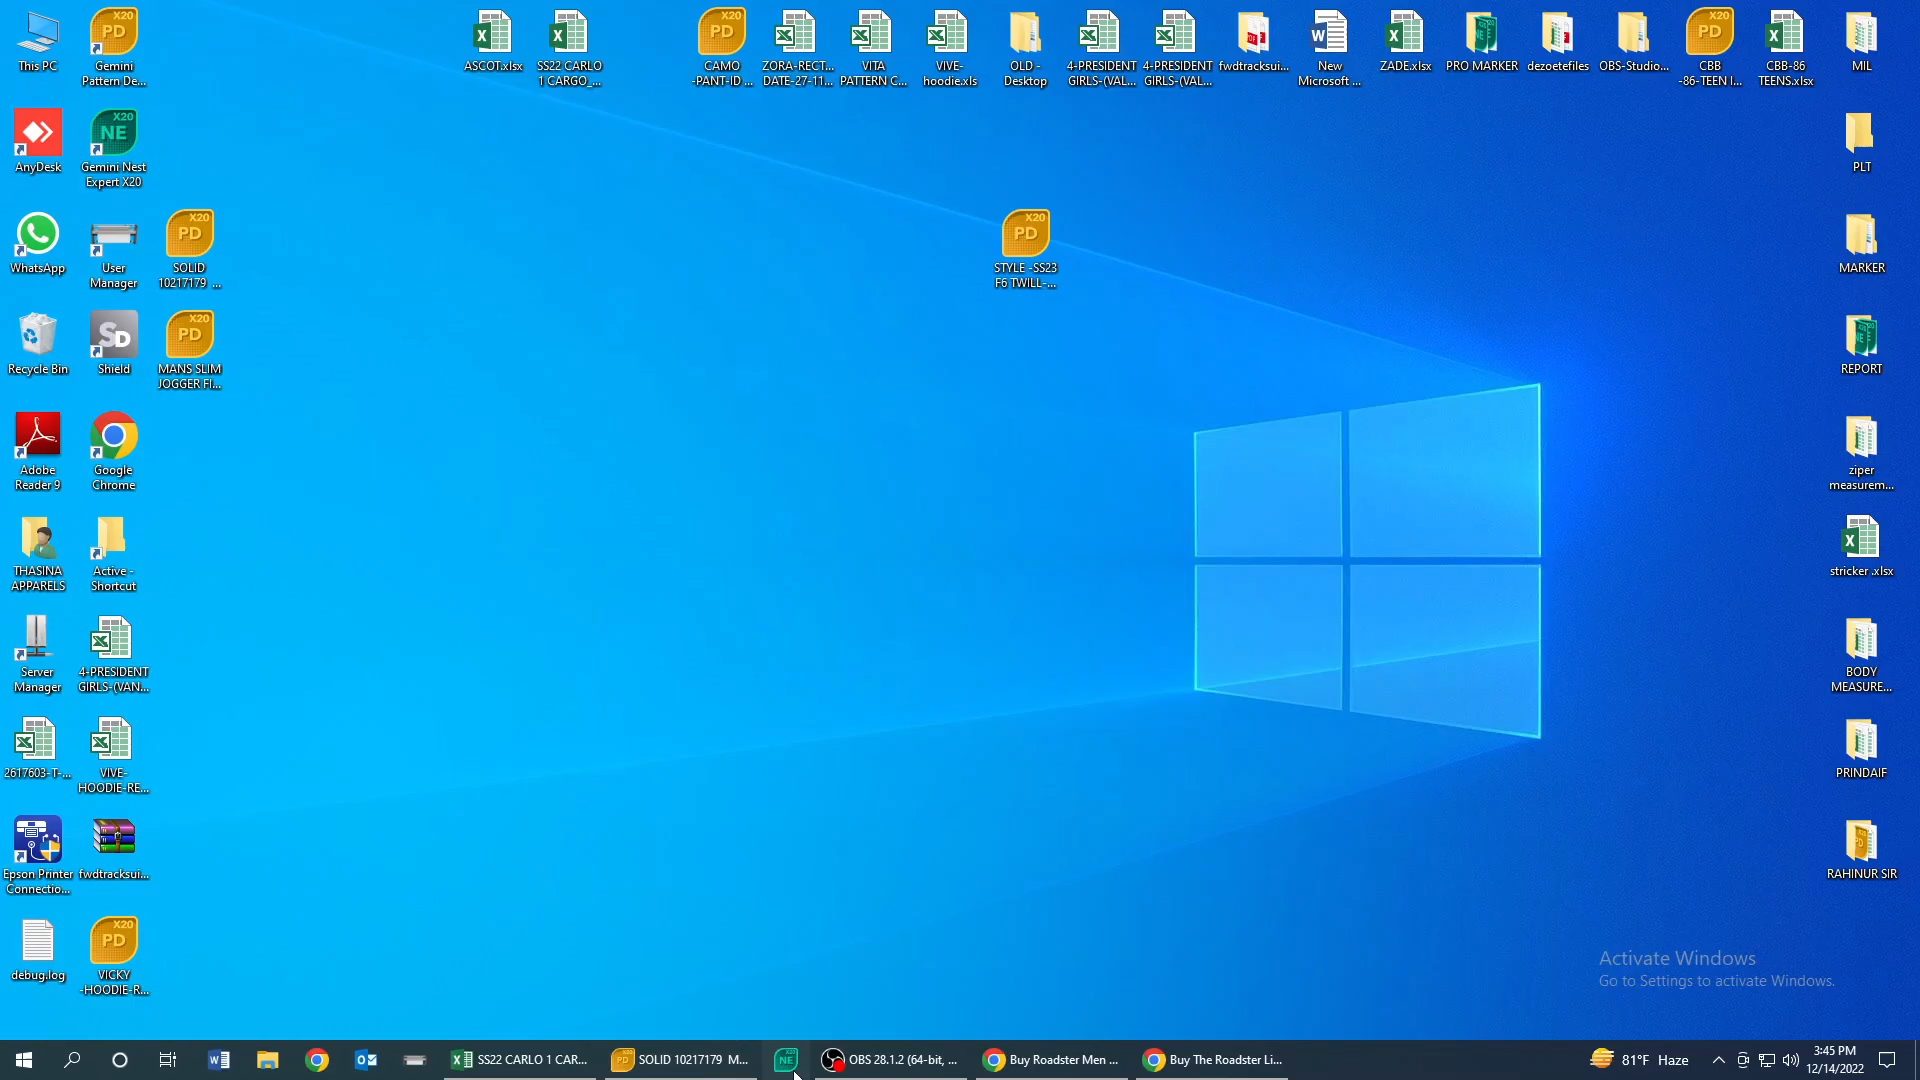 This PC
Gemini
Pattern De...
ASCOT.xlsx
SS22 CARLO
1 CARGO_...
CAMO
-PANT-ID ...
ZORA-RECT...
DATE-27-11...
VITA
PATTERN C...
VIVE-
hoodie.xls
OLD -
Desktop
4-PRESIDENT
GIRLS-(VAL...
4-PRESIDENT
GIRLS-(VAL...
fwdtracksui...
New
Microsoft ...
ZADE.xlsx
PRO MARKER
dezoetefiles
OBS-Studio...
CBB
-86-TEEN I...
CBB-86
TEENS.xlsx
MIL
AnyDesk
Gemini Nest
Expert X20
PLT
WhatsApp
User
Manager
SOLID
10217179 ...
STYLE -SS23
F6 TWILL-...
MARKER
Recycle Bin
Shield
MANS SLIM
JOGGER FI...
REPORT
Adobe
Reader 9
Google
Chrome
ziper
measurem...
THASINA
APPARELS
Active -
Shortcut
stricker .xlsx
Server
Manager
4-PRESIDENT
GIRLS-(VAN...
BODY
MEASURE...
2617603-T-...
VIVE-
HOODIE-RE...
PRINDAIF
Epson Printer
Connectio...
fwdtracksui...
RAHINUR SIR
debug.log
VICKY
-HOODIE-R...
Activate Windows
Go to Settings to activate Windows.
SS22 CARLO 1 CAR...
SOLID 10217179 M...
OBS 28.1.2 (64-bit, ...
Buy Roadster Men ...
Buy The Roadster Li...
81°F Haze
3:45 PM
12/14/2022